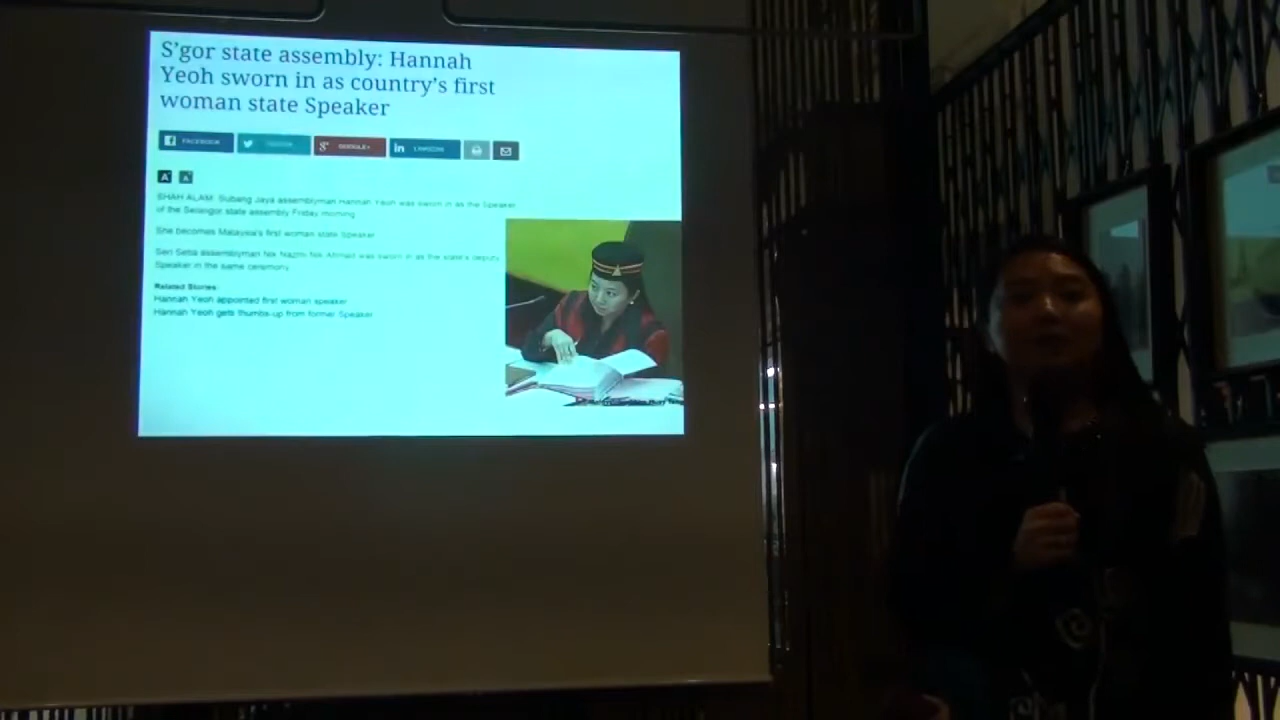 S'gor state assembly: Hannah
Yeoh sworn in as country's first
woman state Speaker
FACEBOOK
TWITTER
GOOGLE+
LINKEDIN
A A
SHAH ALAM: Subang Jaya assemblyman Hannah Yeoh was sworn in as the Speaker
of the Selangor state assembly Friday morning.
She becomes Malaysia's first woman state Speaker.
Seri Setia assemblyman Nik Nazmi Nik Ahmad was sworn in as the state's deputy
Speaker in the same ceremony.
Related Stories:
Hannah Yeoh appointed first woman speaker
Hannah Yeoh gets thumbs-up from former Speaker